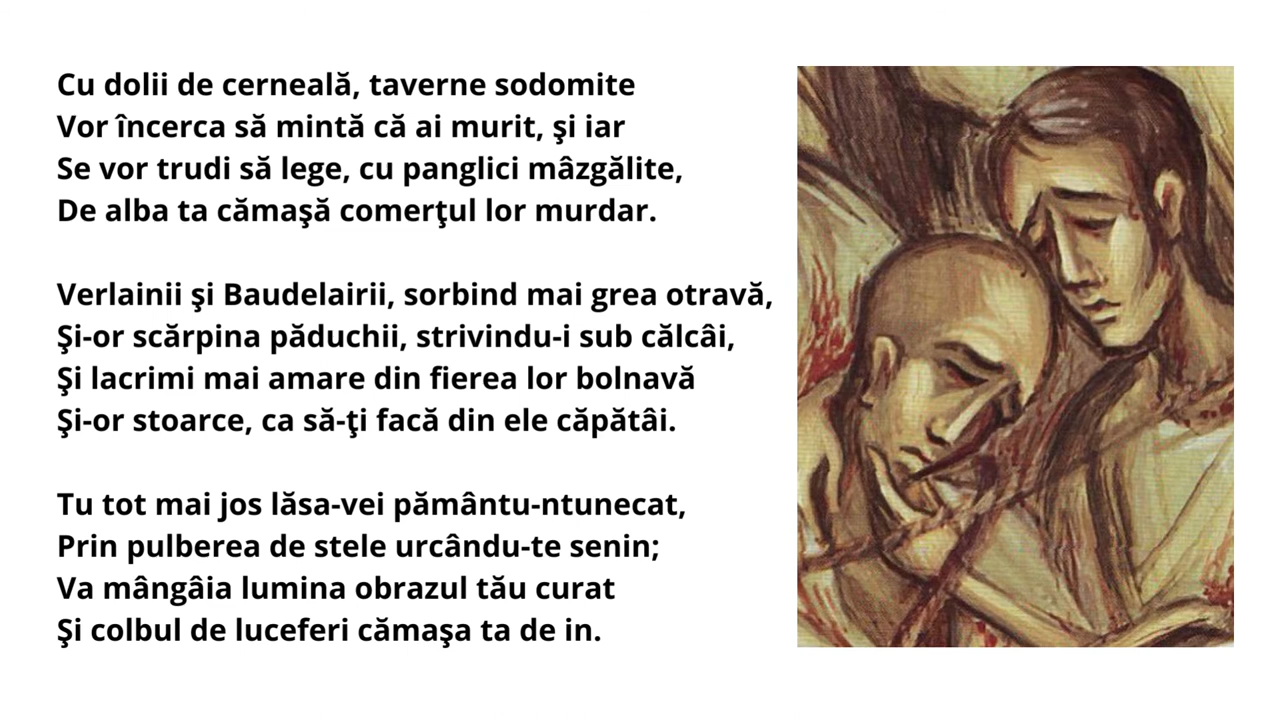 Cu dolii de cerneală, taverne sodomite
Vor încerca să mintă că ai murit, şi iar
Se vor trudi să lege, cu panglici mâzgălite,
De alba ta cămaşă comerţul lor murdar.

Verlainii şi Baudelairii, sorbind mai grea otravă,
Şi-or scărpina păduchii, strivindu-i sub călcâi,
Şi lacrimi mai amare din fierea lor bolnavă
Şi-or stoarce, ca să-ţi facă din ele căpătâi.

Tu tot mai jos lăsa-vei pământu-ntunecat,
Prin pulberea de stele urcându-te senin;
Va mângâia lumina obrazul tău curat
Şi colbul de luceferi cămaşa ta de in.